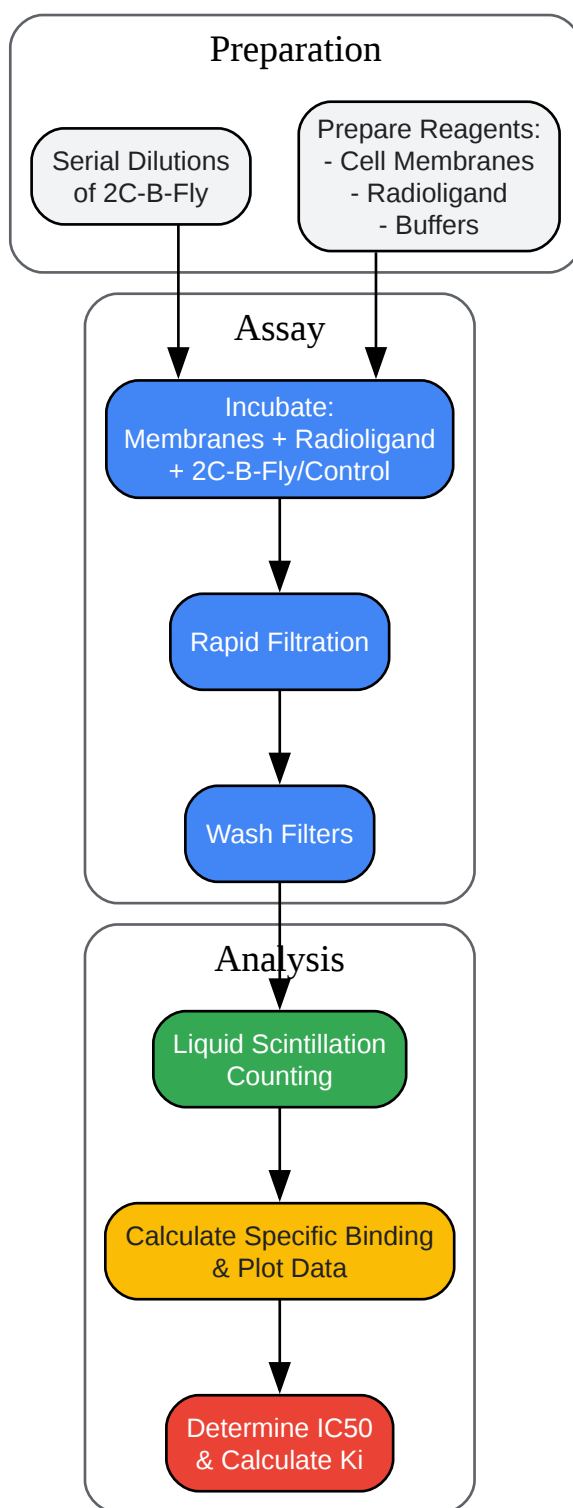 Preparation
Serial Dilutions
of 2C-B-Fly
Prepare Reagents:
- Cell Membranes
- Radioligand
- Buffers
Assay
Incubate:
Membranes + Radioligand
+ 2C-B-Fly/Control
Rapid Filtration
Wash Filters
Analysis
Liquid Scintillation
Counting
Calculate Specific Binding
& Plot Data
Determine IC50
& Calculate Ki